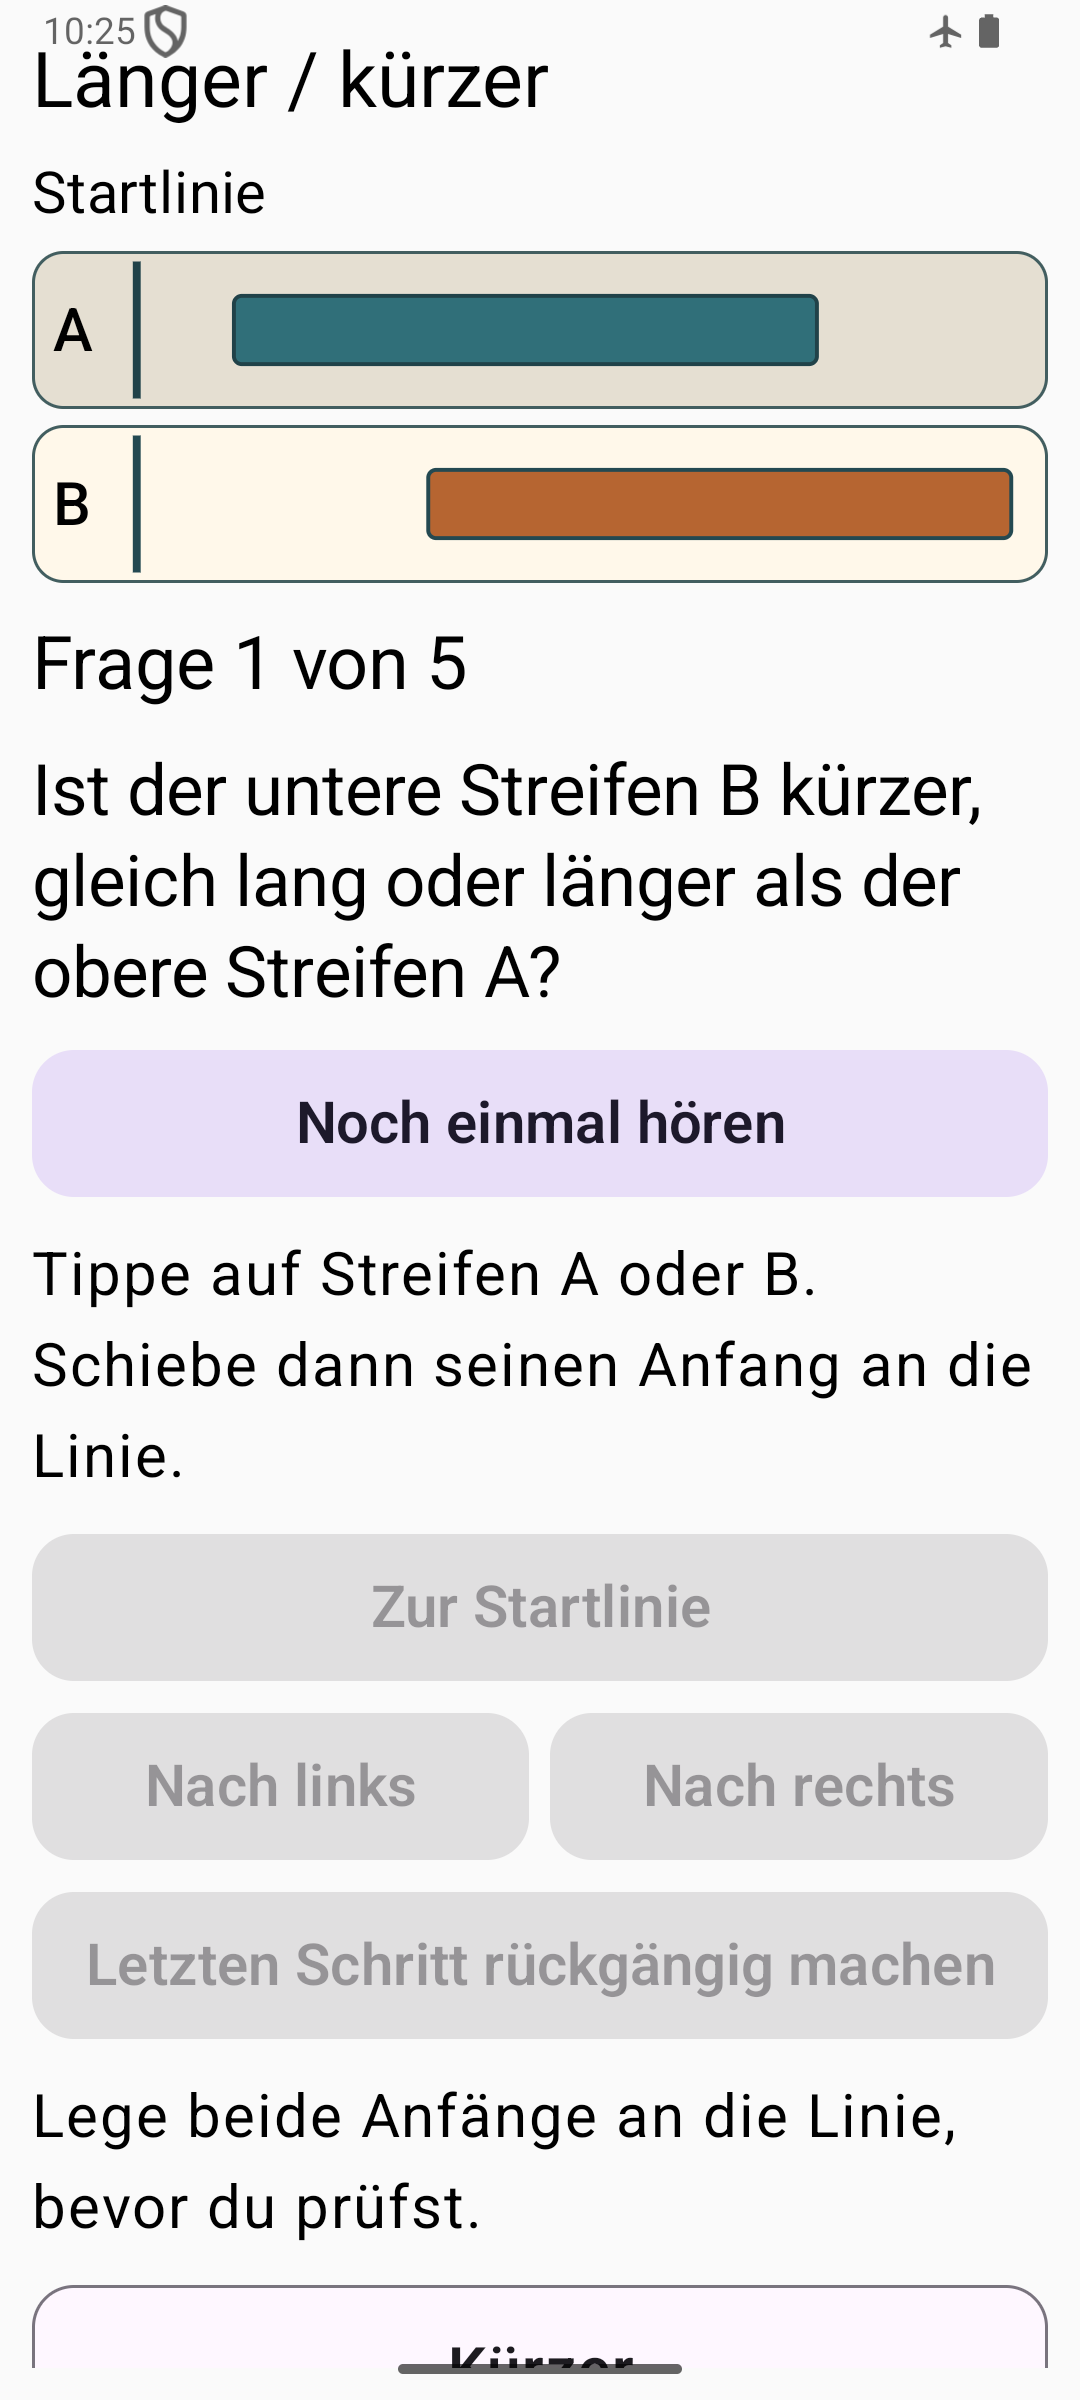 10:25
Länger / kürzer
Startlinie
A
B
Frage 1 von 5
Ist der untere Streifen B kürzer,
gleich lang oder länger als der
obere Streifen A?
Noch einmal hören
Tippe auf Streifen A oder B.
Schiebe dann seinen Anfang an die
Linie.
Zur Startlinie
Nach links
Nach rechts
Letzten Schritt rückgängig machen
Lege beide Anfänge an die Linie,
bevor du prüfst.
Kürzer